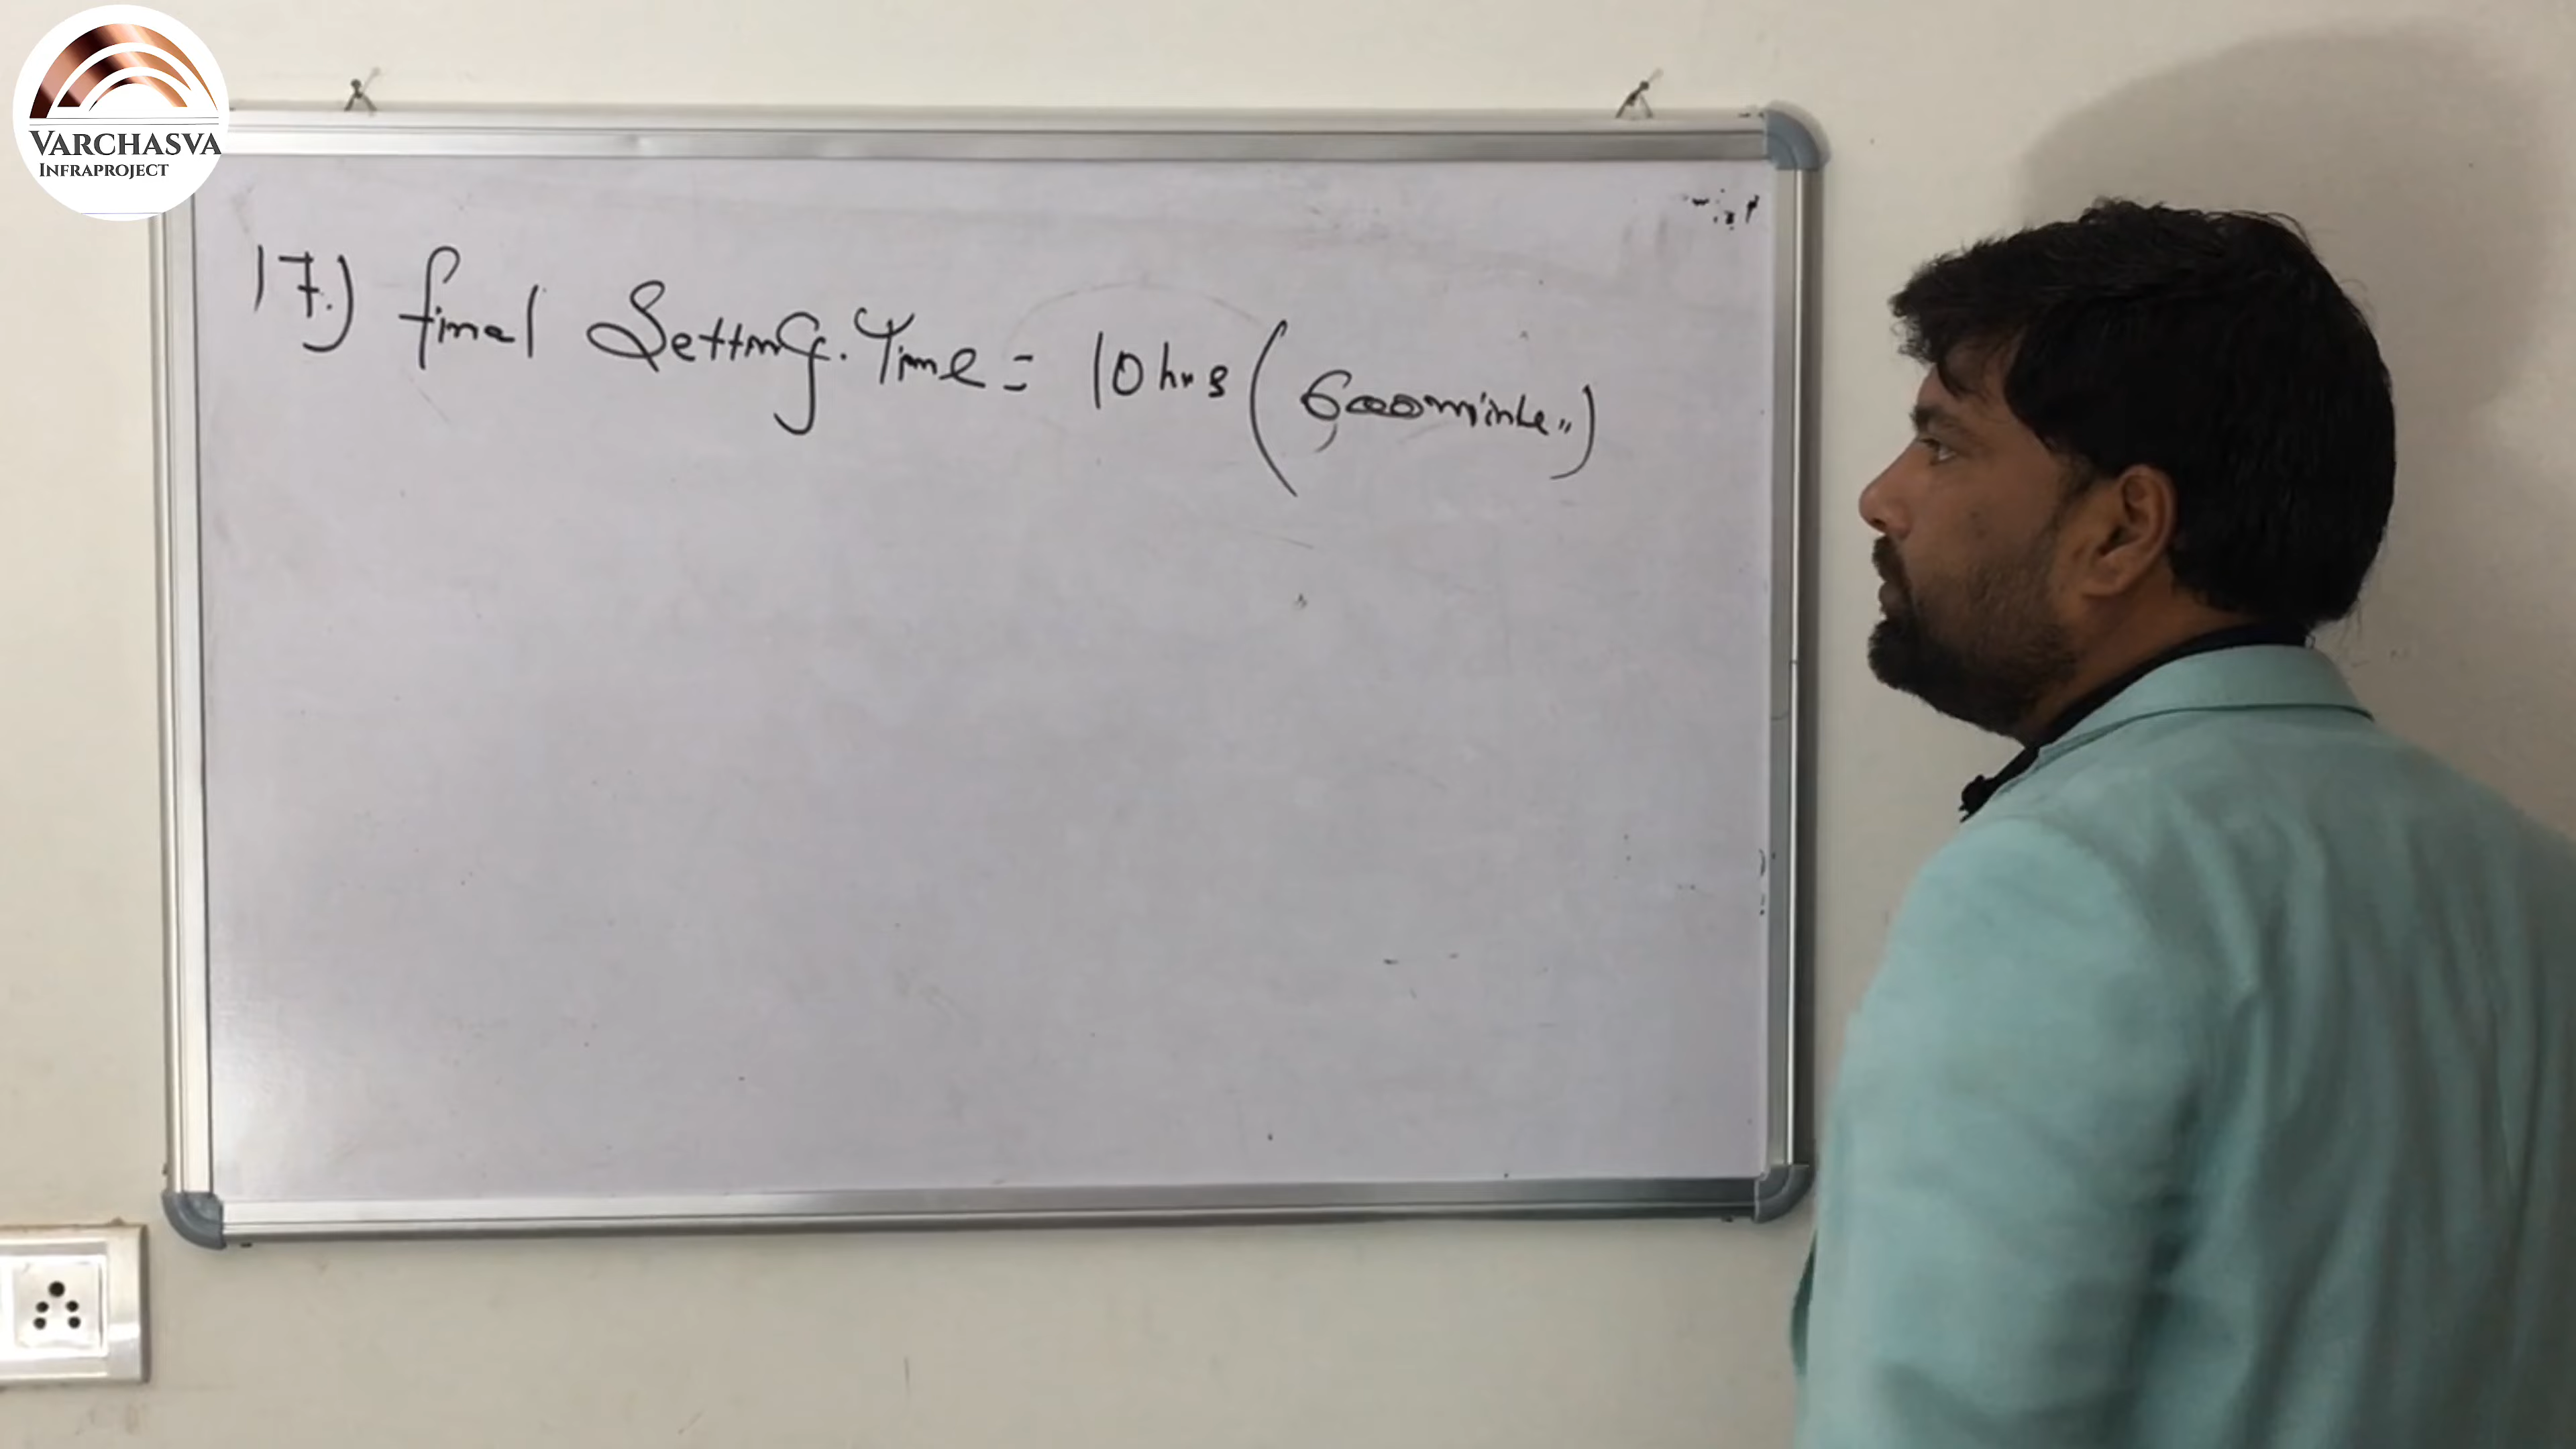 VARCHASVA
INFRAPROJECT
17.) final Setting. Time = 10 hrs (600 minute ,,)